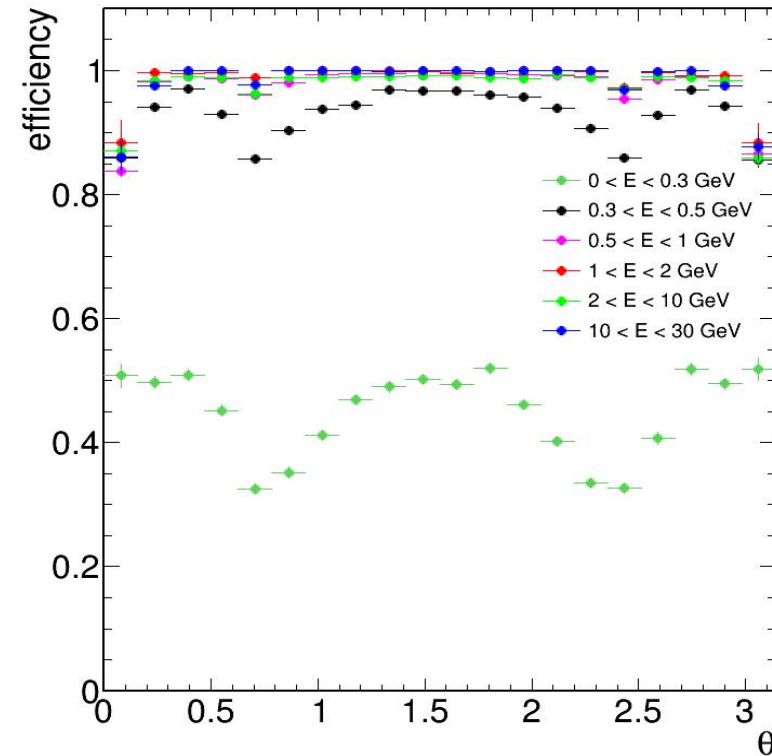 efficiency
1
0.8
0.6
0.4
0.2
0
0 < E < 0.3 GeV
0.3 < E < 0.5 GeV
0.5 < E < 1 GeV
1 < E < 2 GeV
2 < E < 10 GeV
10 < E < 30 GeV
0 0.5 1 1.5 2 2.5 3
θ